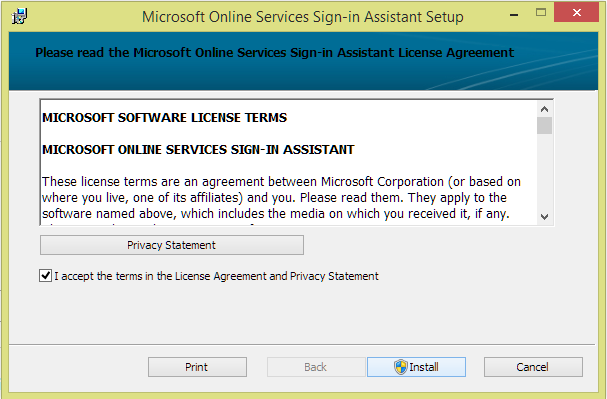 Microsoft Online Services Sign-in Assistant Setup
Please read the Microsoft Online Services Sign-in Assistant License Agreement
MICROSOFT SOFTWARE LICENSE TERMS
MICROSOFT ONLINE SERVICES SIGN-IN ASSISTANT
These license terms are an agreement between Microsoft Corporation (or based on
where you live, one of its affiliates) and you. Please read them. They apply to the
software named above, which includes the media on which you received it, if any.
Privacy Statement
I accept the terms in the License Agreement and Privacy Statement
Print
Back
Install
Cancel